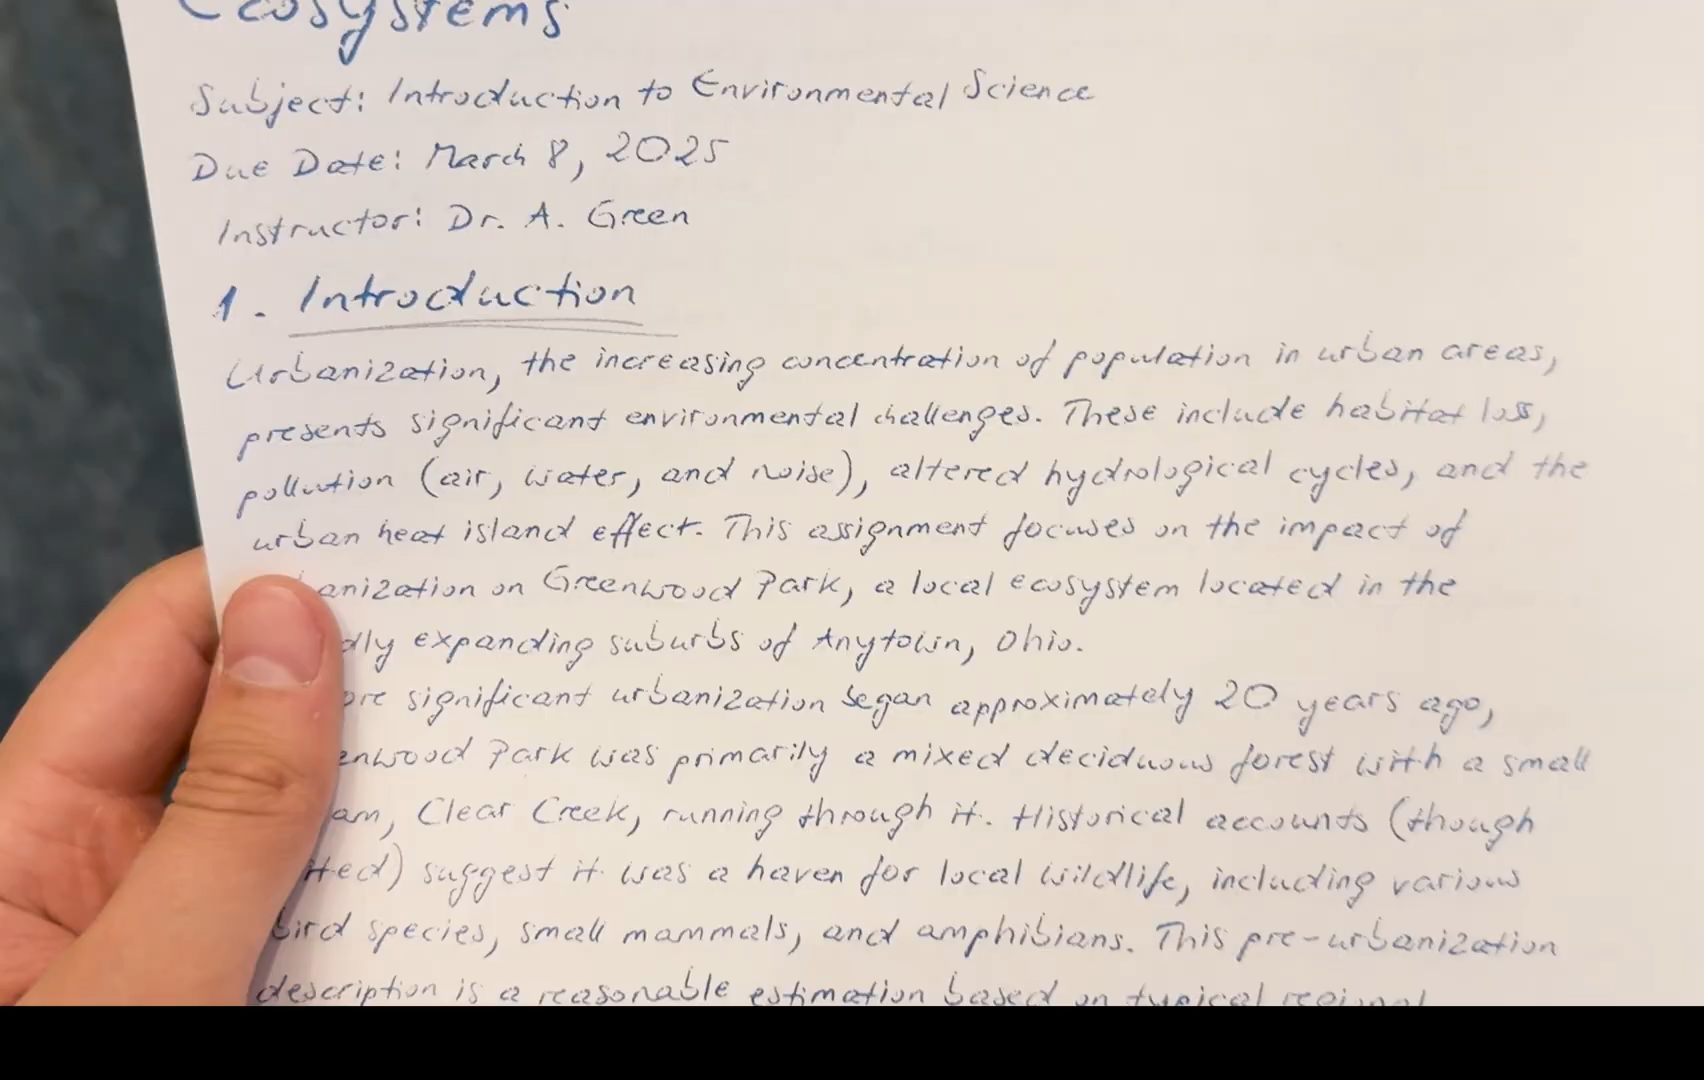 Ecosystems
Subject: Introduction to Environmental Science
Due Date: March 8, 2025
Instructor: Dr. A. Green
1. Introduction
Urbanization, the increasing concentration of population in urban areas,
presents significant environmental challenges. These include habitat loss,
pollution (air, water, and noise), altered hydrological cycles, and the
urban heat island effect. This assignment focuses on the impact of
anization on Greenwood Park, a local ecosystem located in the
dly expanding suburbs of Anytown, Ohio.
ore significant urbanization began approximately 20 years ago,
enwood Park was primarily a mixed deciduous forest with a small
am, Clear Creek, running through it. Historical accounts (though
ited) suggest it was a haven for local wildlife, including various
bird species, small mammals, and amphibians. This pre-urbanization
description is a reasonable estimation based on typical regional